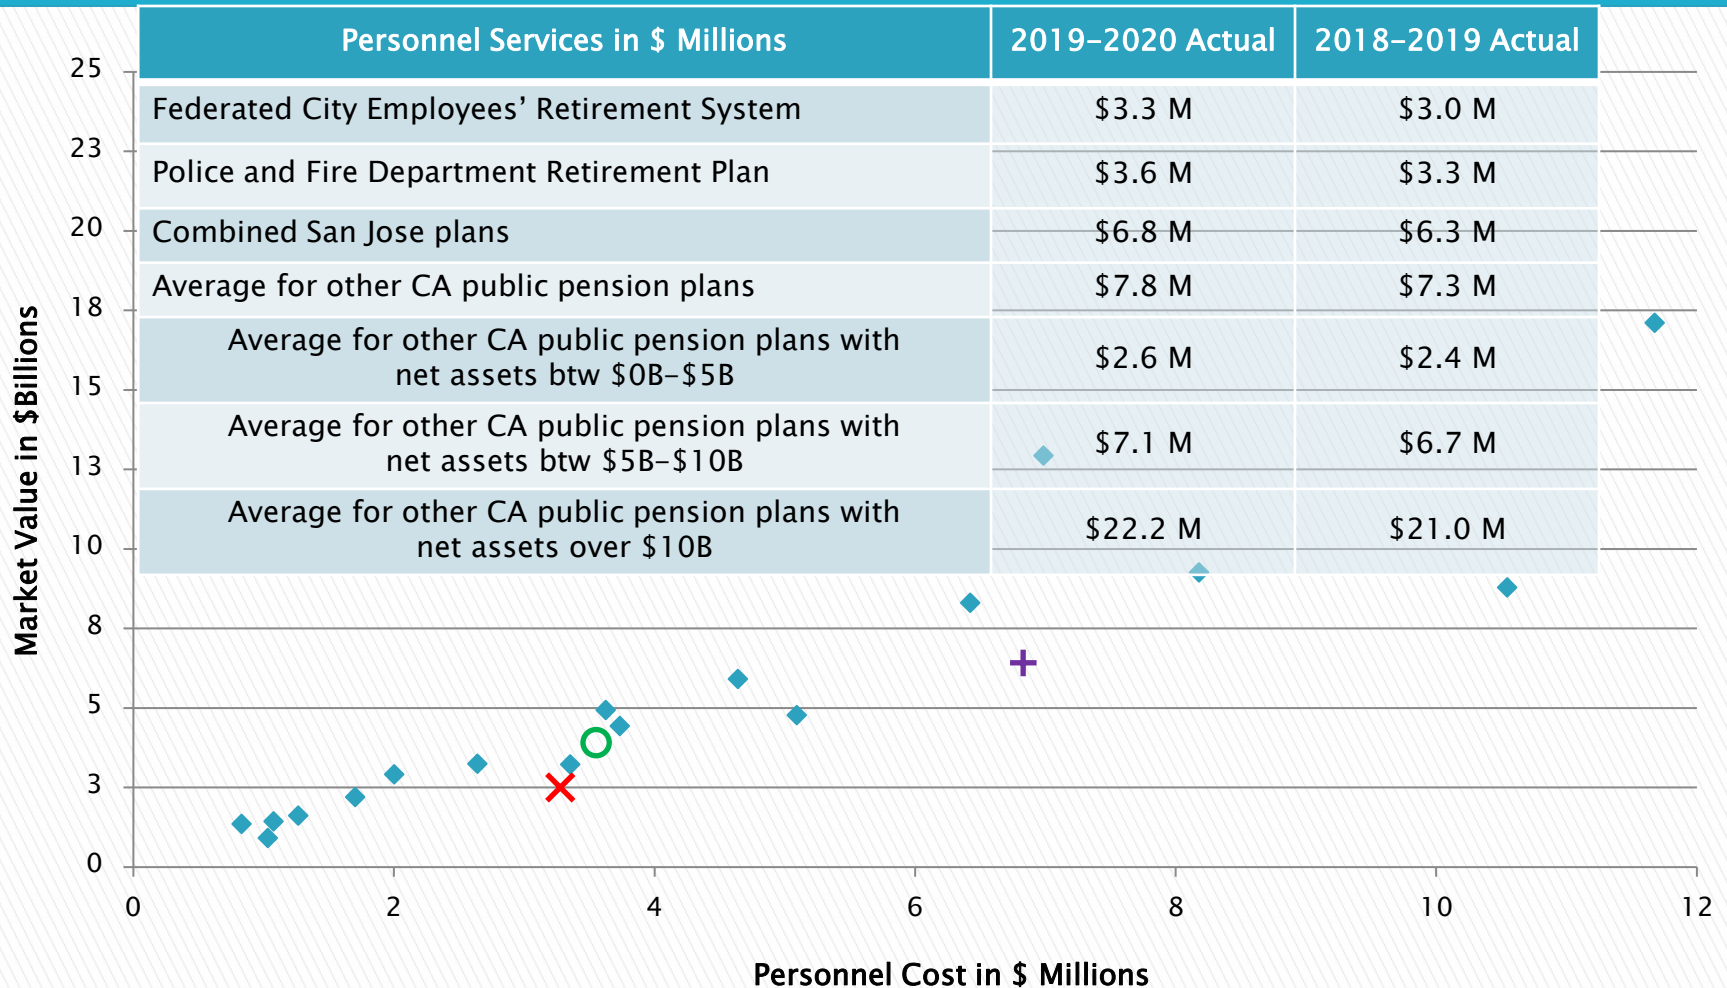 Personnel Services in $ Millions 2019-2020 Actual 2018-2019 Actual
Federated City Employees’ Retirement System $3.3 M $3.0 M
Police and Fire Department Retirement Plan $3.6 M $3.3 M
Combined San Jose plans $6.8 M $6.3 M
Average for other CA public pension plans $7.8 M $7.3 M
Average for other CA public pension plans with
net assets btw $0B-$5B $2.6 M $2.4 M
Average for other CA public pension plans with
net assets btw $5B-$10B $7.1 M $6.7 M
Average for other CA public pension plans with
net assets over $10B $22.2 M $21.0 M
Market Value in $Billions
25
23
20
18
15
13
10
8
5
3
0
0 2 4 6 8 10 12
Personnel Cost in $ Millions